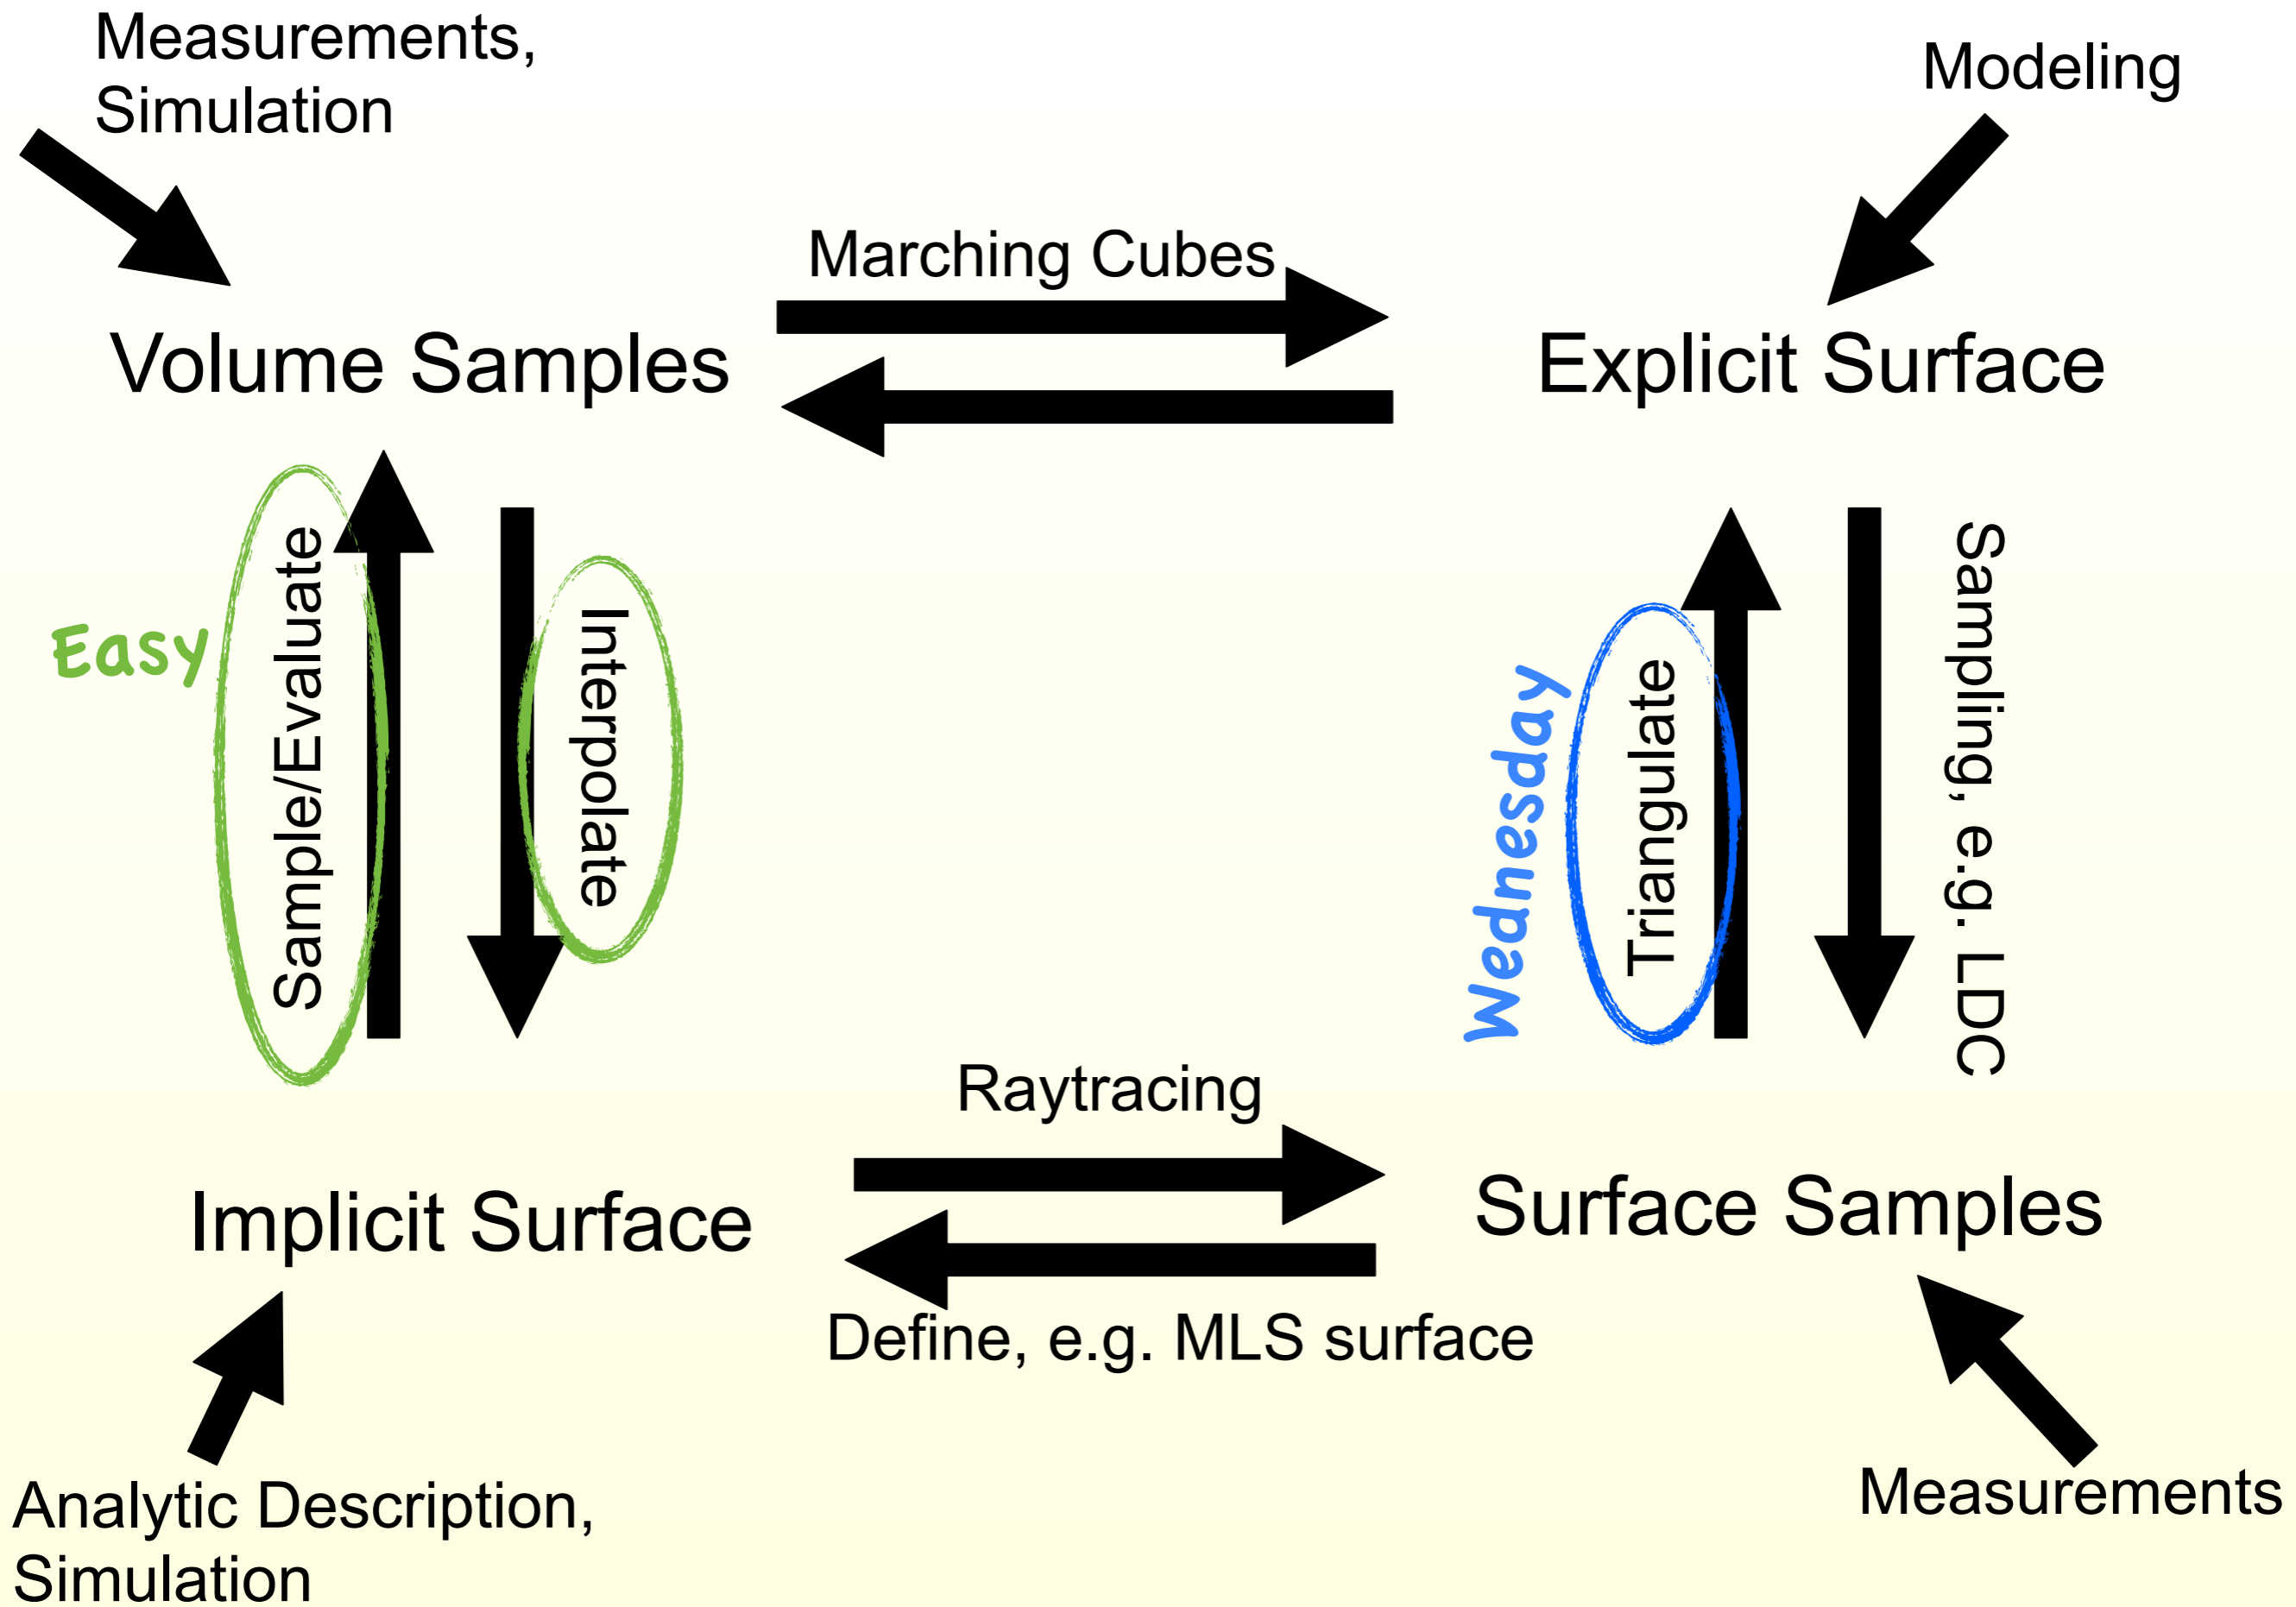 Measurements,
Simulation
Modeling
Marching Cubes
Volume Samples
Explicit Surface
Easy
Sample/Evaluate
Interpolate
Wednesday
Triangulate
Sampling, e.g. LDC
Raytracing
Implicit Surface
Surface Samples
Define, e.g. MLS surface
Analytic Description,
Simulation
Measurements